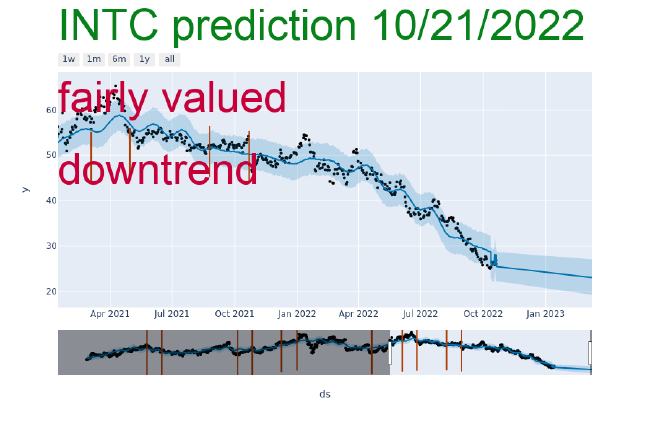 INTC prediction 10/21/2022
1w 1m 6m 1y all
fairly valued
downtrend
60
50
40
30
20
y
Apr 2021 Jul 2021 Oct 2021 Jan 2022 Apr 2022 Jul 2022 Oct 2022 Jan 2023
ds